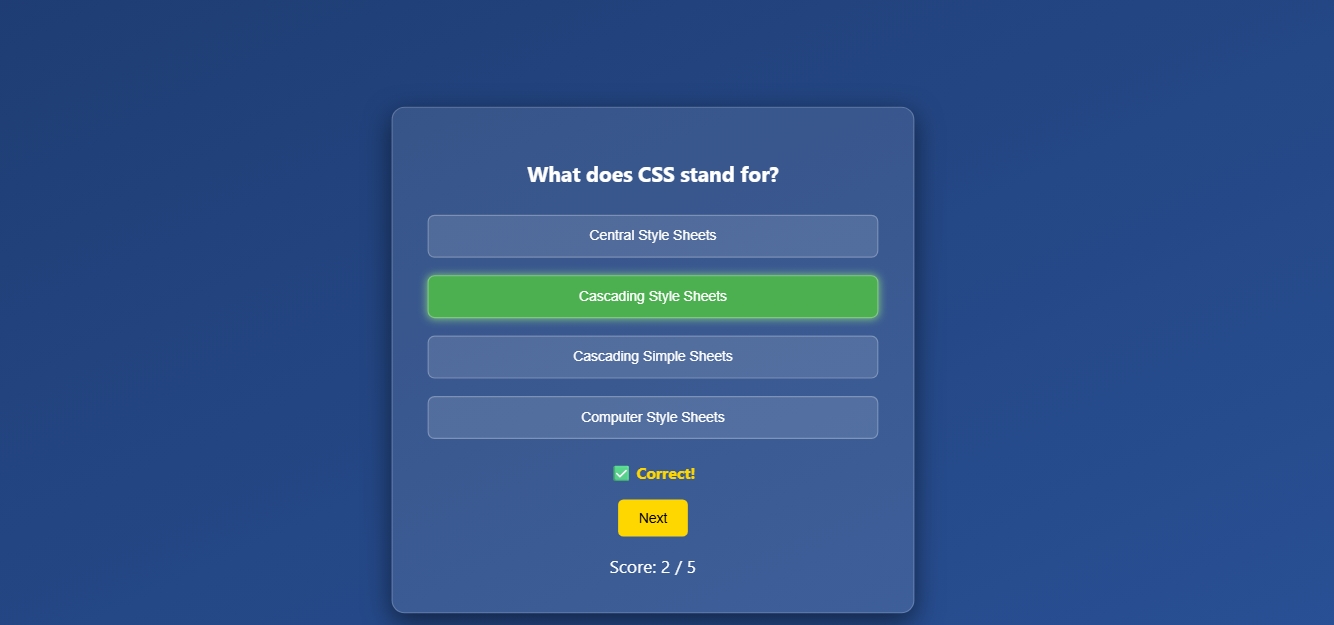 What does CSS stand for?
Central Style Sheets
Cascading Style Sheets
Cascading Simple Sheets
Computer Style Sheets
✅ Correct!
Next
Score: 2 / 5